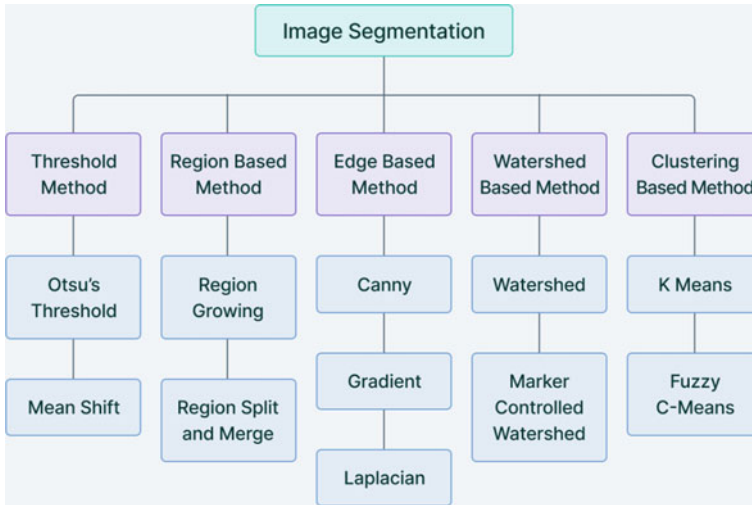 Image Segmentation
Threshold
Method
Region Based
Method
Edge Based
Method
Watershed
Based Method
Clustering
Based Method
Otsu's
Threshold
Region
Growing
Canny
Watershed
K Means
Mean Shift
Region Split
and Merge
Gradient
Marker
Controlled
Watershed
Fuzzy
C-Means
Laplacian